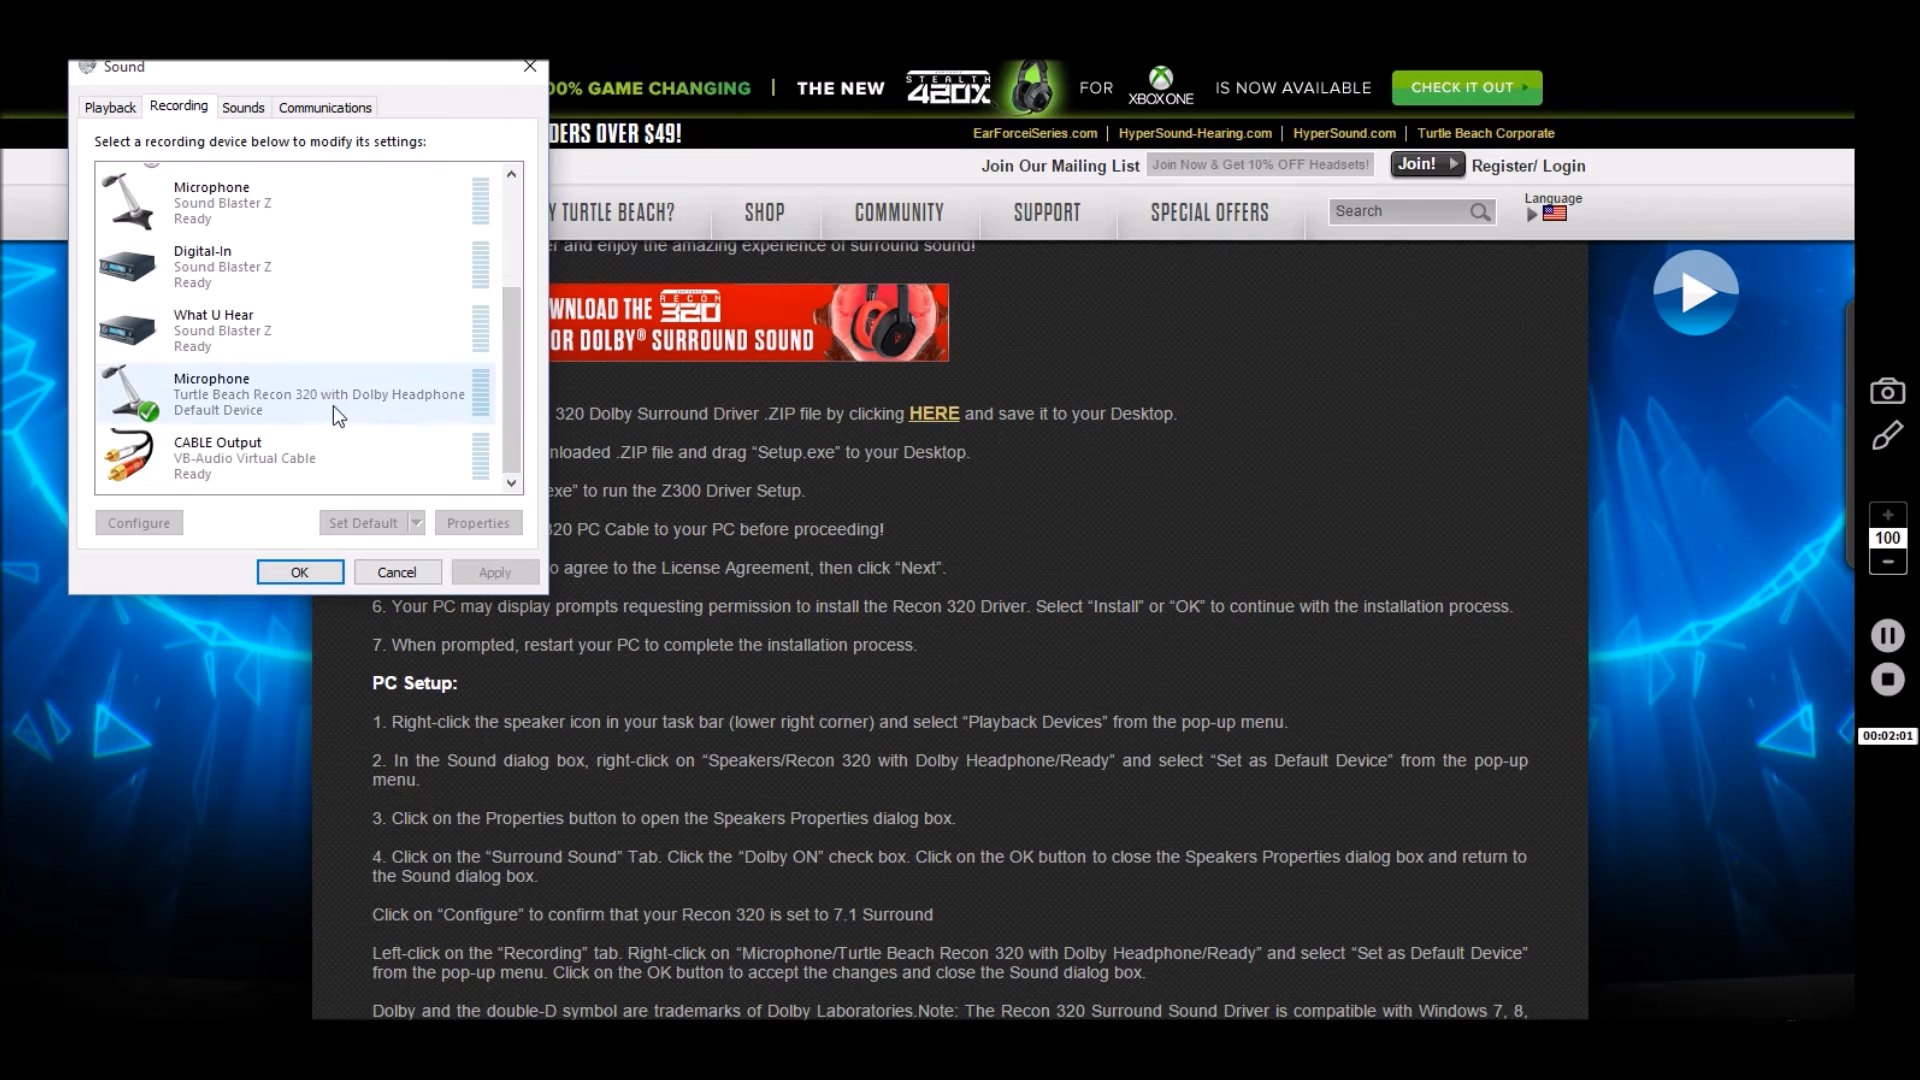 Sound
Playback
Recording
Sounds
Communications
Select a recording device below to modify its settings:
Microphone
Sound Blaster Z
Ready
Digital-In
Sound Blaster Z
Ready
What U Hear
Sound Blaster Z
Ready
Microphone
Turtle Beach Recon 320 with Dolby Headphone
Default Device
CABLE Output
VB-Audio Virtual Cable
Ready
Configure
Set Default
Properties
OK
Cancel
Apply
00% GAME CHANGING | THE NEW STEALTH 420X FOR XBOX ONE IS NOW AVAILABLE CHECK IT OUT
DERS OVER $49!
EarForceiSeries.com | HyperSound-Hearing.com | HyperSound.com | Turtle Beach Corporate
Join Our Mailing List Join Now & Get 10% OFF Headsets! Join! Register/ Login
Y TURTLE BEACH? SHOP COMMUNITY SUPPORT SPECIAL OFFERS Search Language
er and enjoy the amazing experience of surround sound!
WNLOAD THE RECON 320
OR DOLBY® SURROUND SOUND
320 Dolby Surround Driver .ZIP file by clicking HERE and save it to your Desktop.
nloaded .ZIP file and drag “Setup.exe” to your Desktop.
exe” to run the Z300 Driver Setup.
320 PC Cable to your PC before proceeding!
o agree to the License Agreement, then click “Next”.
6. Your PC may display prompts requesting permission to install the Recon 320 Driver. Select “Install” or “OK” to continue with the installation process.
7. When prompted, restart your PC to complete the installation process.
PC Setup:
1. Right-click the speaker icon in your task bar (lower right corner) and select “Playback Devices” from the pop-up menu.
2. In the Sound dialog box, right-click on “Speakers/Recon 320 with Dolby Headphone/Ready” and select “Set as Default Device” from the pop-up
menu.
3. Click on the Properties button to open the Speakers Properties dialog box.
4. Click on the “Surround Sound” Tab. Click the “Dolby ON” check box. Click on the OK button to close the Speakers Properties dialog box and return to
the Sound dialog box.
Click on “Configure” to confirm that your Recon 320 is set to 7.1 Surround
Left-click on the “Recording” tab. Right-click on “Microphone/Turtle Beach Recon 320 with Dolby Headphone/Ready” and select “Set as Default Device”
from the pop-up menu. Click on the OK button to accept the changes and close the Sound dialog box.
Dolby and the double-D symbol are trademarks of Dolby Laboratories.Note: The Recon 320 Surround Sound Driver is compatible with Windows 7, 8,
100
00:02:01